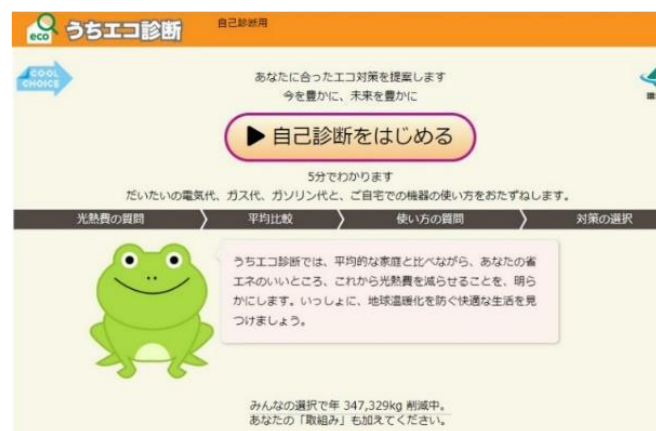 eco うちエコ診断 自己診断用
COOL CHOICE
あなたに合ったエコ対策を提案します
今を豊かに、未来を豊かに
▶ 自己診断をはじめる
5分でわかります
だいたいの電気代、ガス代、ガソリン代と、ご自宅での機器の使い方をおたずねします。
光熱費の質問 〉 平均比較 〉 使い方の質問 〉 対策の選択
うちエコ診断では、平均的な家庭と比べながら、あなたの省
エネのいいところ、これから光熱費を減らせることを、明ら
かにします。いっしょに、地球温暖化を防ぐ快適な生活を見
つけましょう。
みんなの選択で年 347,329kg 削減中。
あなたの「取組み」も加えてください。